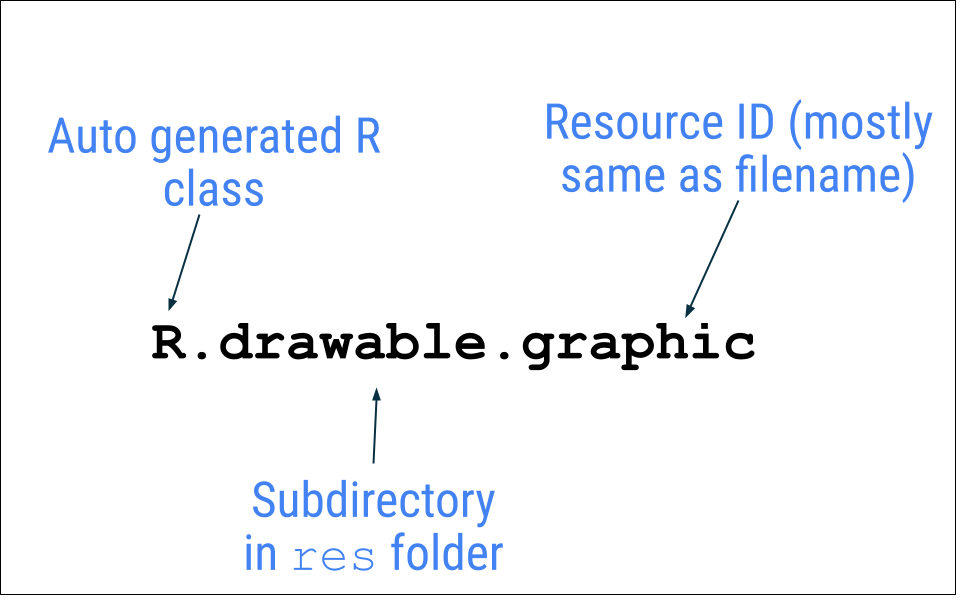 Auto generated R
class
Resource ID (mostly
same as filename)
R.drawable.graphic
Subdirectory
in res folder